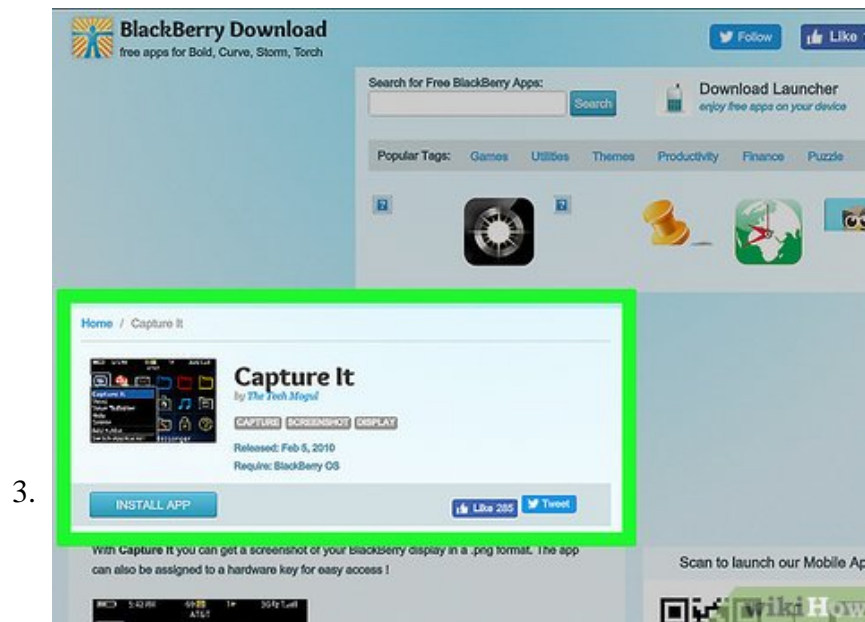 BlackBerry Download
free apps for Bold, Curve, Storm, Torch
Follow
Like
Search for Free BlackBerry Apps:
Search
Download Launcher
enjoy free apps on your device
Popular Tags: Games Utilities Themes Productivity Finance Puzzle
Home / Capture It
Capture It
by The Tech Mogul
CAPTURE SCREENSHOT DISPLAY
Released: Feb 5, 2010
Require: BlackBerry OS
3.
INSTALL APP
Like 285
Tweet
With Capture It you can get a screenshot of your BlackBerry display in a .png format. The app
can also be assigned to a hardware key for easy access !
Scan to launch our Mobile Ap
5:42
AT&T
wikiHow